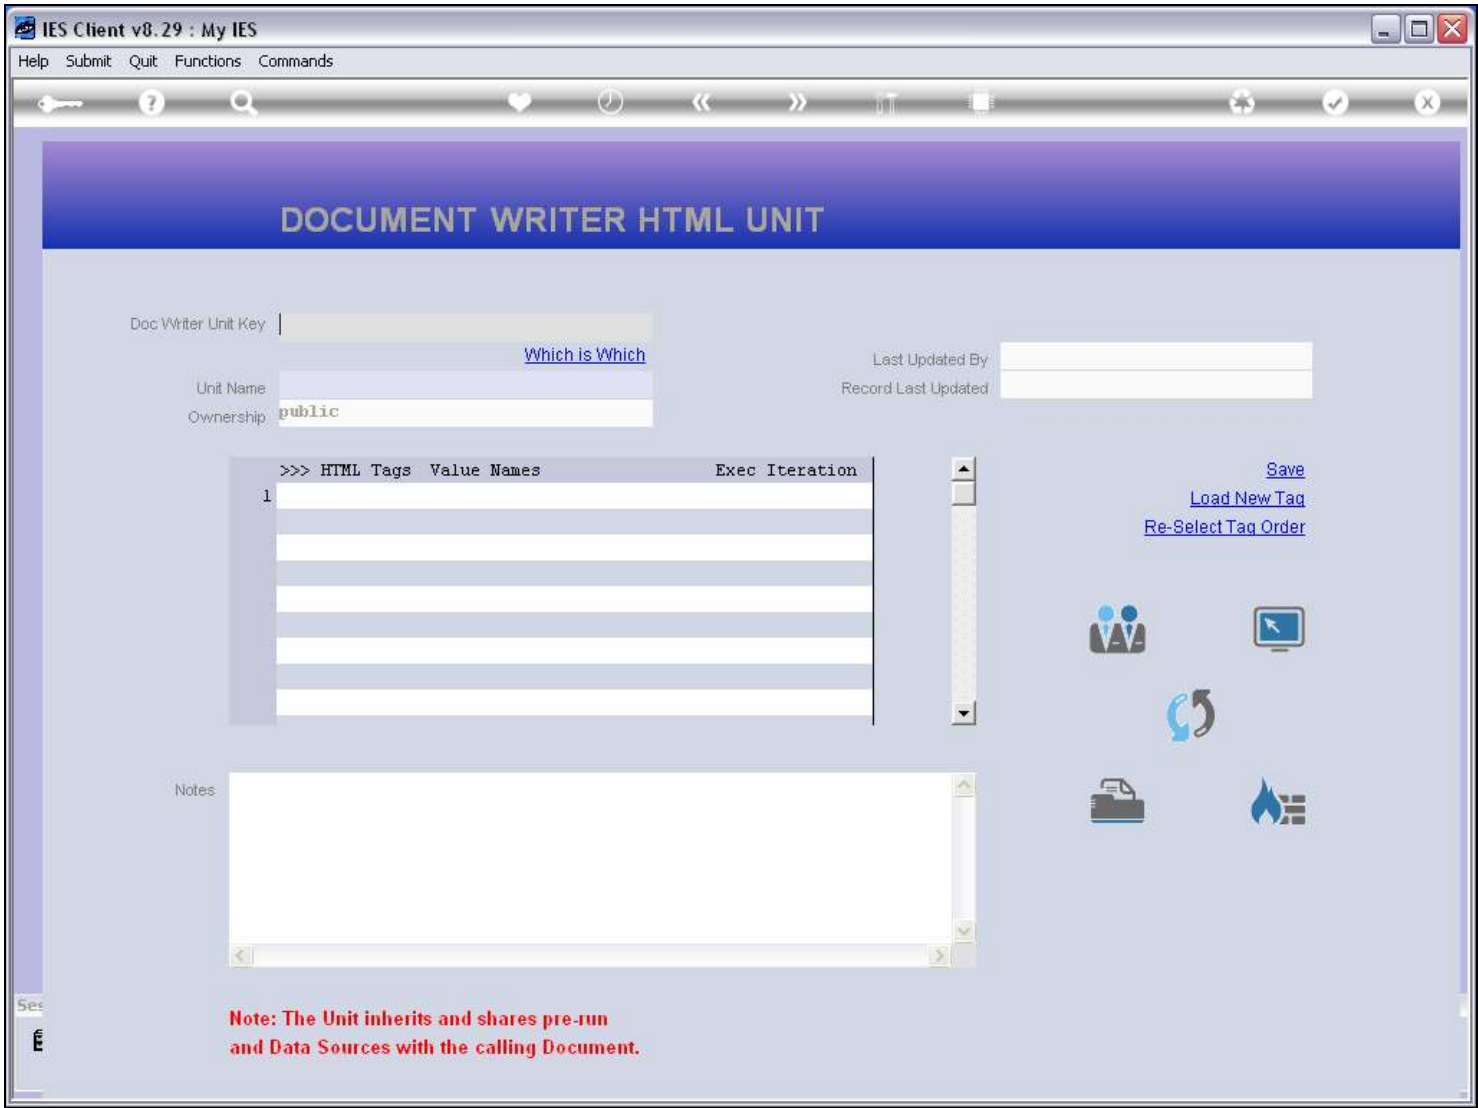 IES Client v8.29 : My IES
Help Submit Quit Functions Commands
DOCUMENT WRITER HTML UNIT
Doc Writer Unit Key
Which is Which
Last Updated By
Unit Name
Record Last Updated
Ownership public
>>> HTML Tags Value Names Exec Iteration
Save
1
Load New Tag
Re-Select Tag Order
Notes
Ses
Note: The Unit inherits and shares pre-run
and Data Sources with the calling Document.